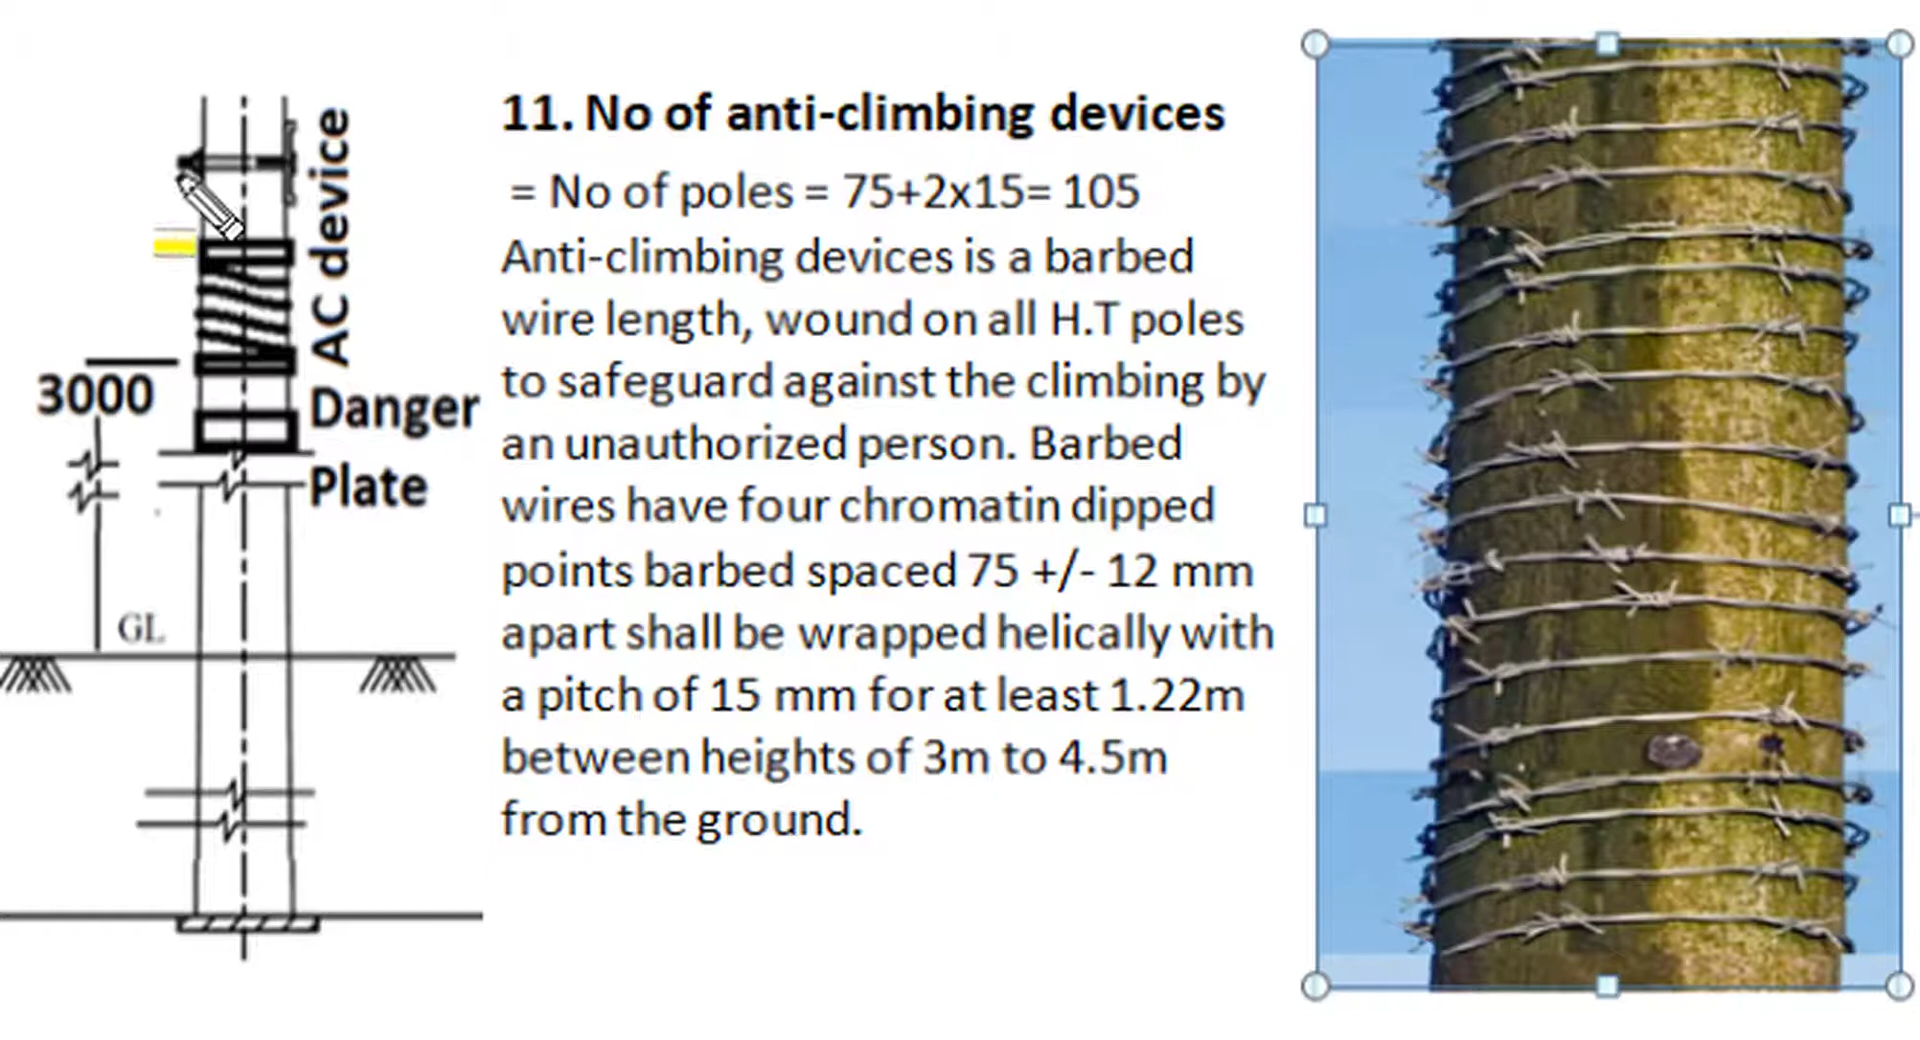 11. No of anti-climbing devices
= No of poles = 75+2x15= 105
Anti-climbing devices is a barbed
wire length, wound on all H.T poles
to safeguard against the climbing by
an unauthorized person. Barbed
wires have four chromatin dipped
points barbed spaced 75 +/- 12 mm
apart shall be wrapped helically with
a pitch of 15 mm for at least 1.22m
between heights of 3m to 4.5m
from the ground.
AC device
3000
Danger
Plate
GL